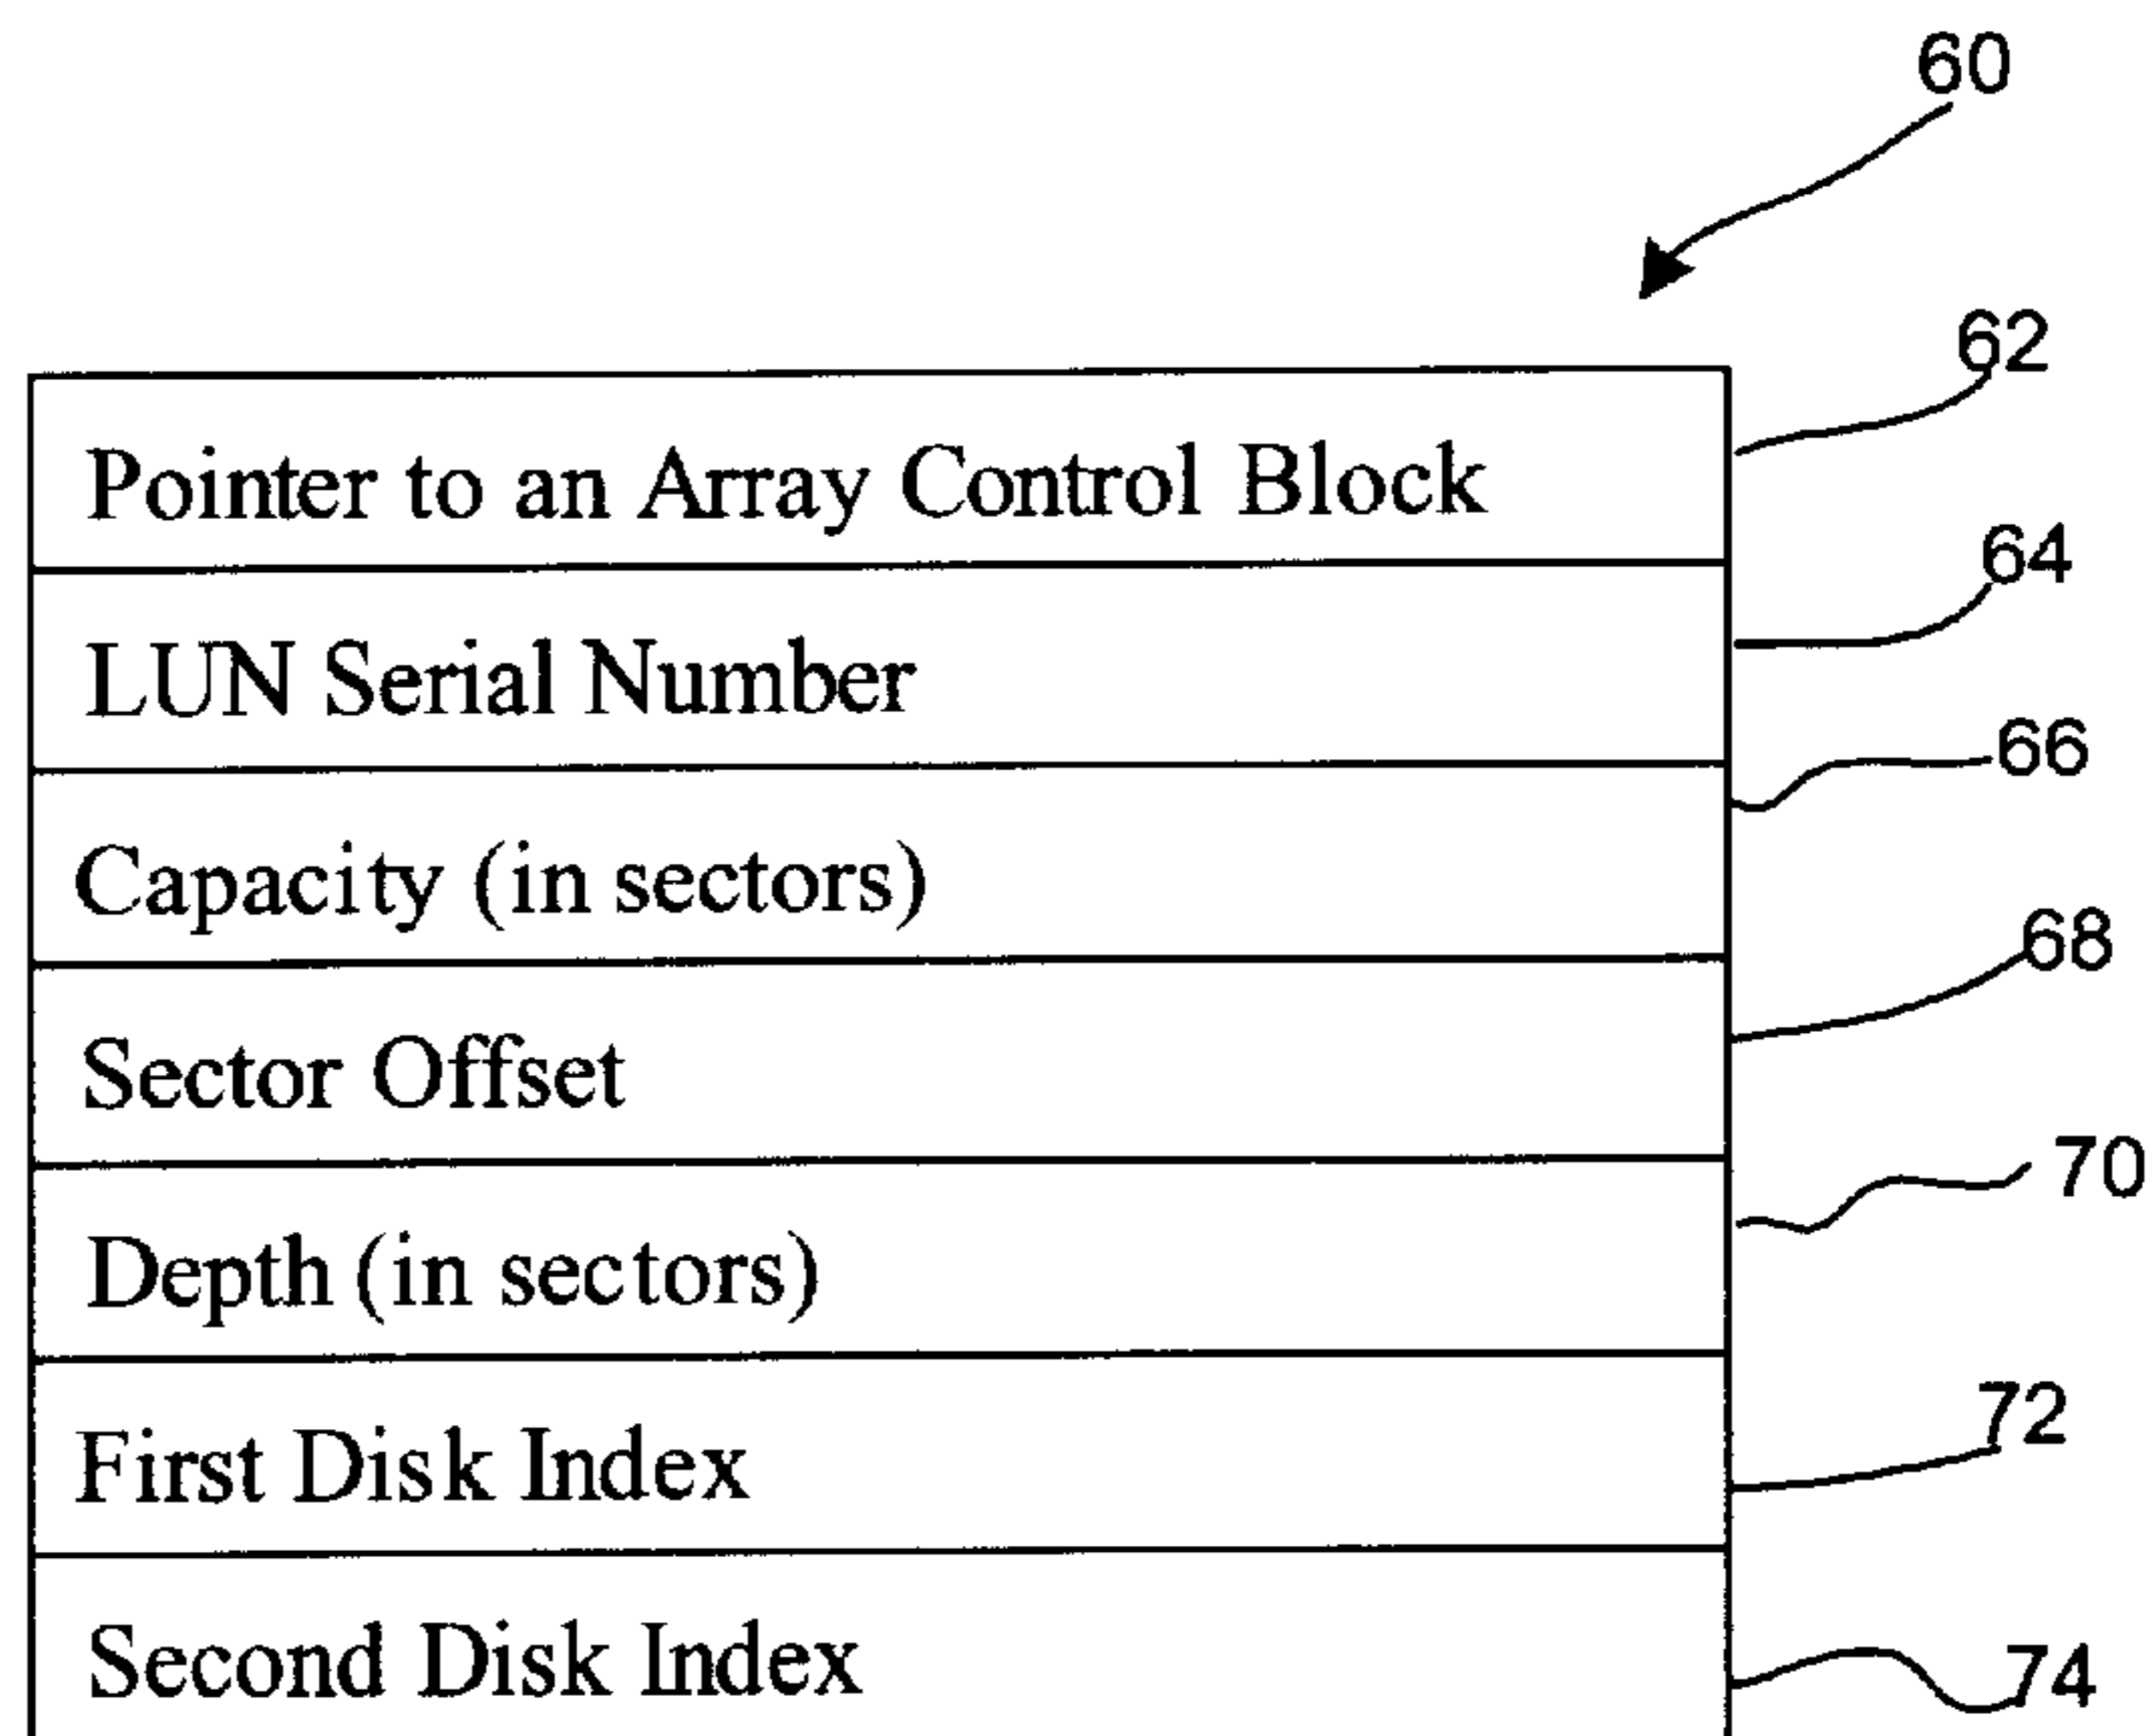 60
62
Pointer to an Array Control Block
64
LUN Serial Number
66
Capacity (in sectors)
68
Sector Offset
70
Depth (in sectors)
72
First Disk Index
74
Second Disk Index